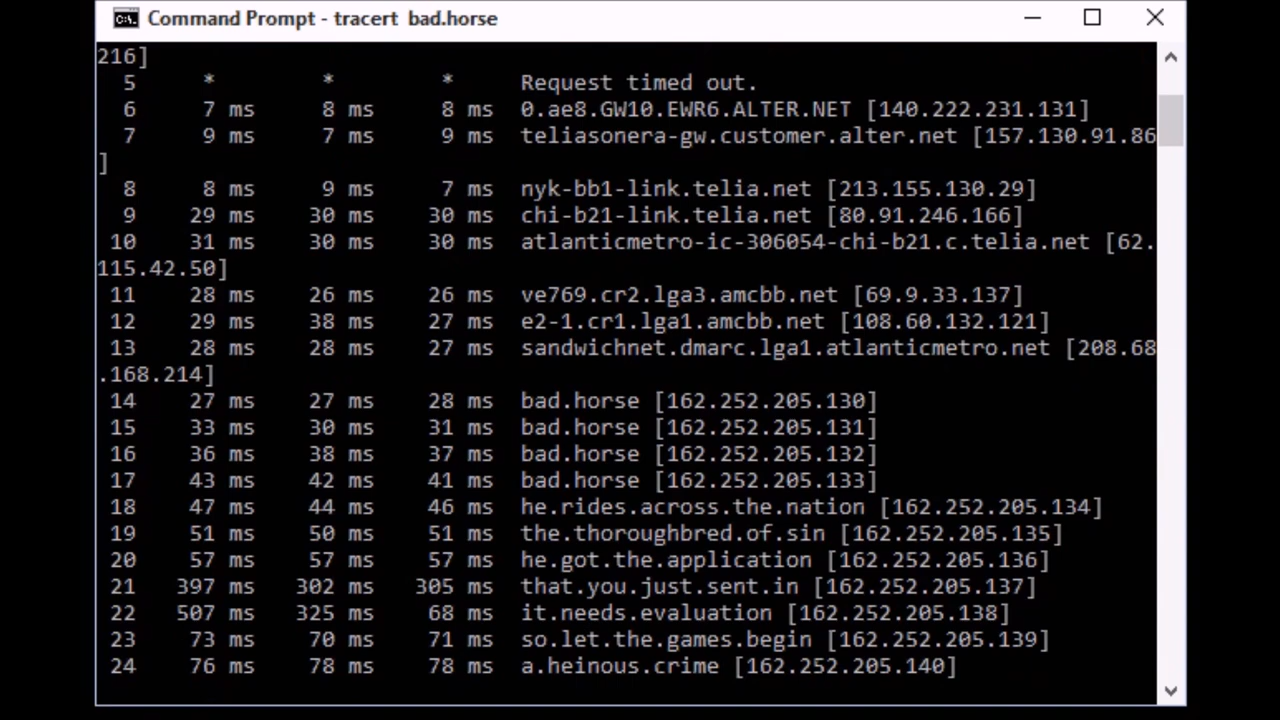 Command Prompt - tracert  bad.horse
216]
  5     *        *        *     Request timed out.
  6     7 ms     8 ms     8 ms  0.ae8.GW10.EWR6.ALTER.NET [140.222.231.131]
  7     9 ms     7 ms     9 ms  teliasonera-gw.customer.alter.net [157.130.91.86
]
  8     8 ms     9 ms     7 ms  nyk-bb1-link.telia.net [213.155.130.29]
  9    29 ms    30 ms    30 ms  chi-b21-link.telia.net [80.91.246.166]
 10    31 ms    30 ms    30 ms  atlanticmetro-ic-306054-chi-b21.c.telia.net [62.
115.42.50]
 11    28 ms    26 ms    26 ms  ve769.cr2.lga3.amcbb.net [69.9.33.137]
 12    29 ms    38 ms    27 ms  e2-1.cr1.lga1.amcbb.net [108.60.132.121]
 13    28 ms    28 ms    27 ms  sandwichnet.dmarc.lga1.atlanticmetro.net [208.68
.168.214]
 14    27 ms    27 ms    28 ms  bad.horse [162.252.205.130]
 15    33 ms    30 ms    31 ms  bad.horse [162.252.205.131]
 16    36 ms    38 ms    37 ms  bad.horse [162.252.205.132]
 17    43 ms    42 ms    41 ms  bad.horse [162.252.205.133]
 18    47 ms    44 ms    46 ms  he.rides.across.the.nation [162.252.205.134]
 19    51 ms    50 ms    51 ms  the.thoroughbred.of.sin [162.252.205.135]
 20    57 ms    57 ms    57 ms  he.got.the.application [162.252.205.136]
 21   397 ms   302 ms   305 ms  that.you.just.sent.in [162.252.205.137]
 22   507 ms   325 ms    68 ms  it.needs.evaluation [162.252.205.138]
 23    73 ms    70 ms    71 ms  so.let.the.games.begin [162.252.205.139]
 24    76 ms    78 ms    78 ms  a.heinous.crime [162.252.205.140]